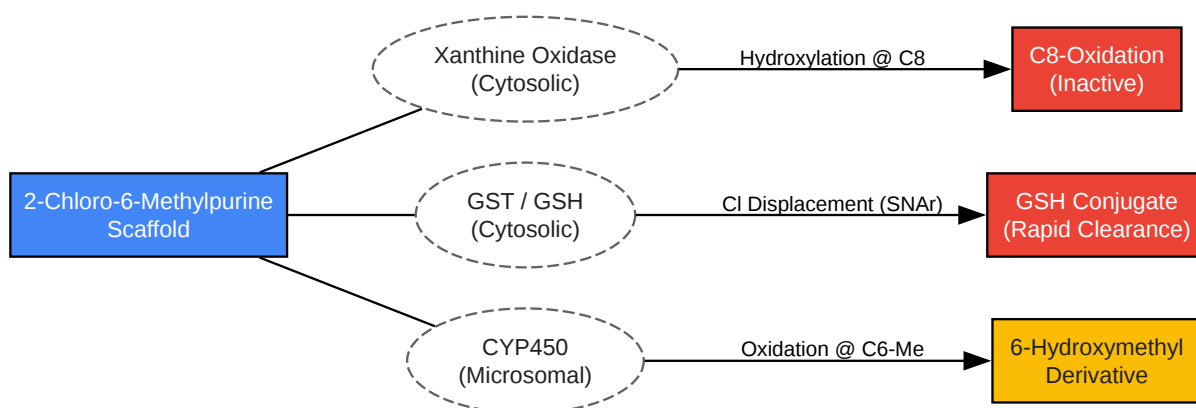 Xanthine Oxidase
(Cytosolic)
Hydroxylation @ C8
C8-Oxidation
(Inactive)
2-Chloro-6-Methylpurine
Scaffold
GST / GSH
(Cytosolic)
Cl Displacement (SNAr)
GSH Conjugate
(Rapid Clearance)
CYP450
(Microsomal)
Oxidation @ C6-Me
6-Hydroxymethyl
Derivative